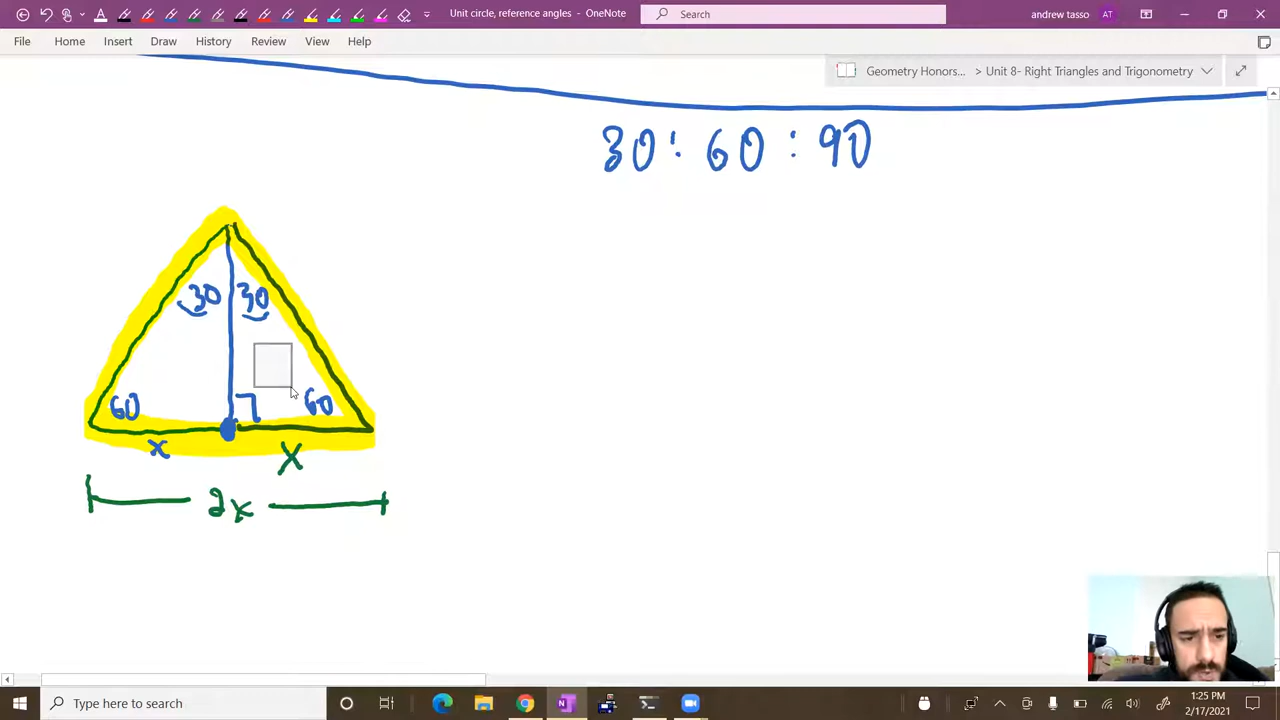 Unit circle, reference angles - OneNote
Search
andrew tasso
AT
File Home Insert Draw History Review View Help
Geometry Honors... > Unit 8- Right Triangles and Trigonometry
30 : 60 : 90
30 30
60 60
x X
2x
Type here to search
1:25 PM
2/17/2021